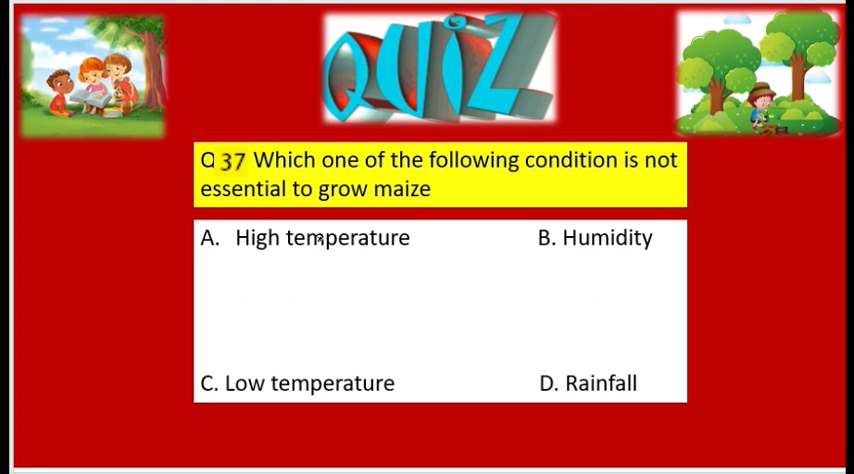 QUIZ
Q 37 Which one of the following condition is not
essential to grow maize
A. High temperature
B. Humidity
C. Low temperature
D. Rainfall